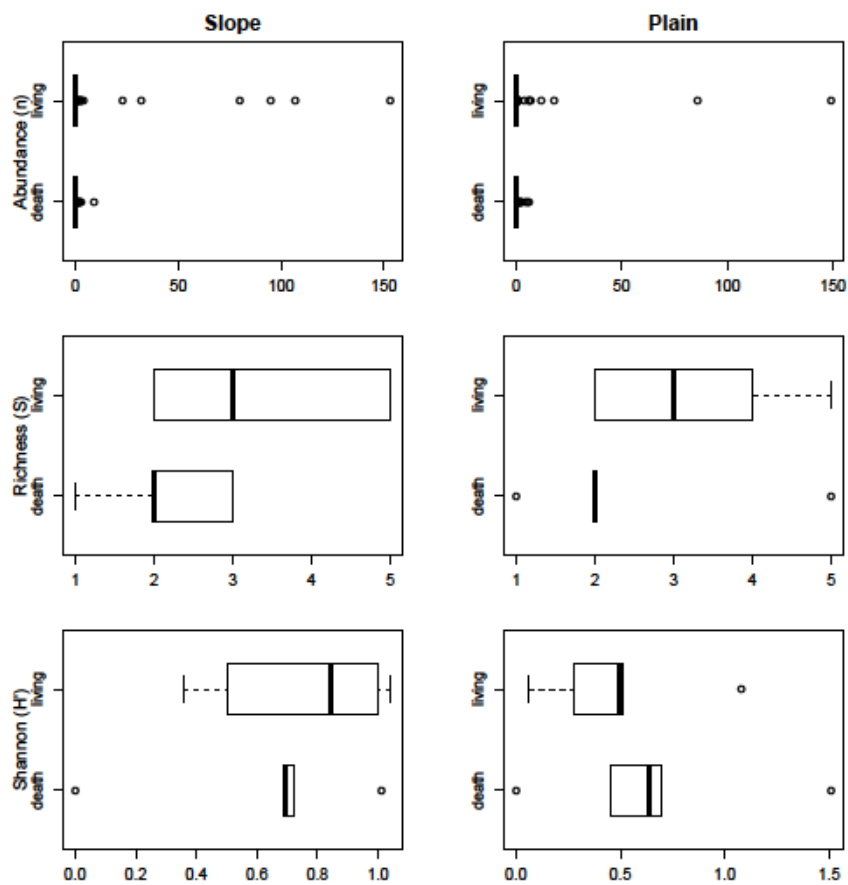 Slope Plain
Abundance (n)
living
death
living
death
0 50 100 150
0 50 100 150
Richness (S)
living
death
living
death
1 2 3 4 5
1 2 3 4 5
Shannon (H')
living
death
living
death
0.0 0.2 0.4 0.6 0.8 1.0
0.0 0.5 1.0 1.5